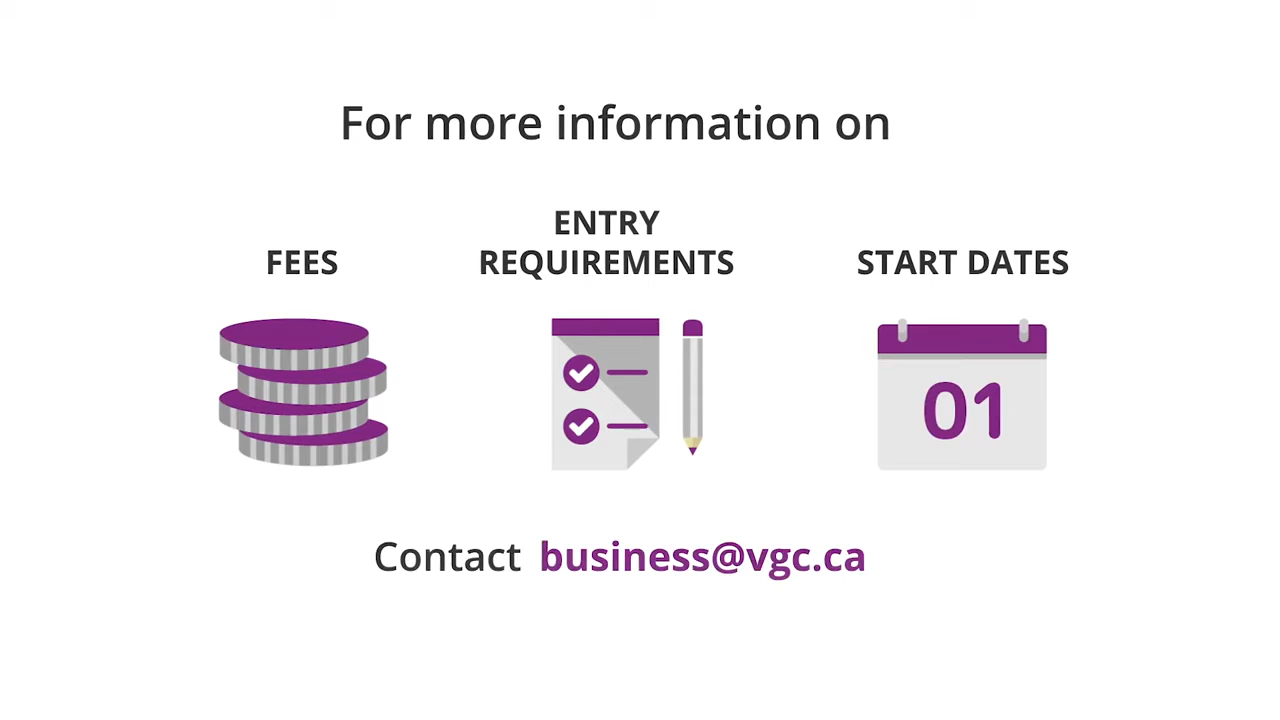 For more information on
FEES
ENTRY
REQUIREMENTS
START DATES
01
Contact business@vgc.ca